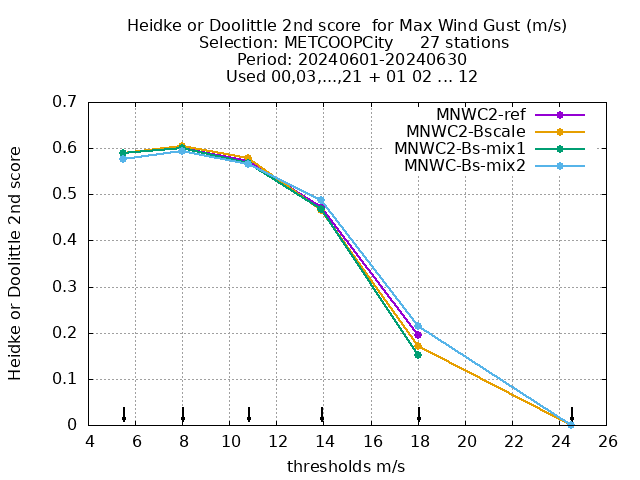 Heidke or Doolittle 2nd score  for Max Wind Gust (m/s)
Selection: METCOOPCity     27 stations
Period: 20240601-20240630
Used 00,03,...,21 + 01 02 ... 12
MNWC2-ref
MNWC2-Bscale
MNWC2-Bs-mix1
MNWC-Bs-mix2
Heidke or Doolittle 2nd score
0.7
0.6
0.5
0.4
0.3
0.2
0.1
0
4 6 8 10 12 14 16 18 20 22 24 26
thresholds m/s